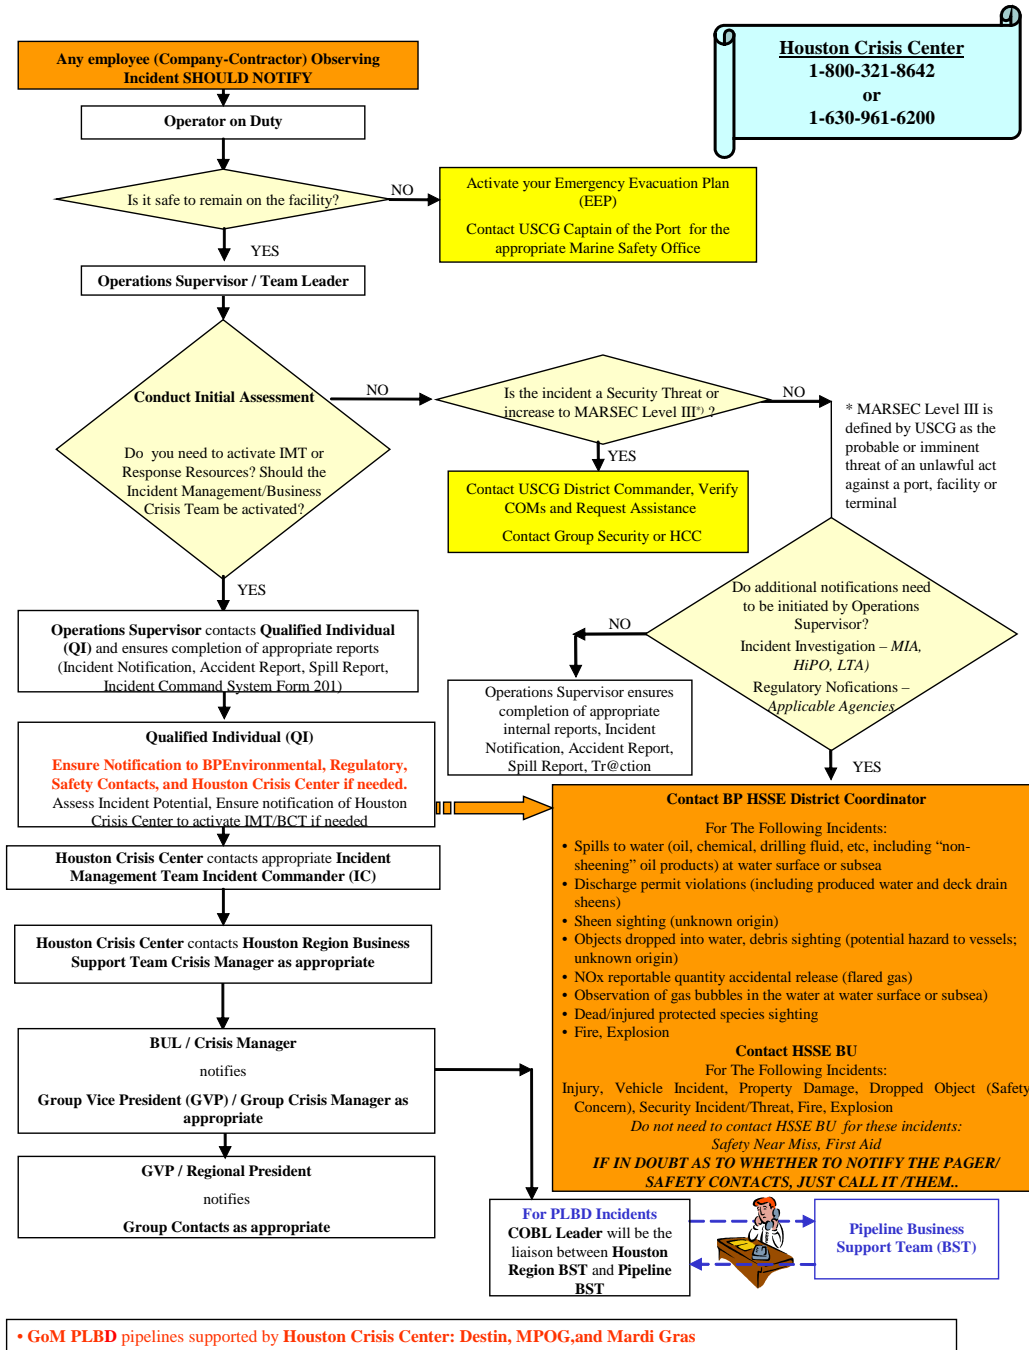 Houston Crisis Center
1-800-321-8642
or
1-630-961-6200
Any employee (Company-Contractor) Observing
Incident SHOULD NOTIFY
Operator on Duty
Is it safe to remain on the facility?
NO
Activate your Emergency Evacuation Plan
(EEP)
Contact USCG Captain of the Port for the
appropriate Marine Safety Office
YES
Operations Supervisor / Team Leader
Conduct Initial Assessment
Do you need to activate IMT or
Response Resources? Should the
Incident Management/Business
Crisis Team be activated?
NO
Is the incident a Security Threat or
increase to MARSEC Level III*) ?
NO
* MARSEC Level III is
defined by USCG as the
probable or imminent
threat of an unlawful act
against a port, facility or
terminal
YES
Contact USCG District Commander, Verify
COMs and Request Assistance
Contact Group Security or HCC
Do additional notifications need
to be initiated by Operations
Supervisor?
Incident Investigation – MIA,
HiPO, LTA)
Regulatory Nofications –
Applicable Agencies
NO
Operations Supervisor ensures
completion of appropriate
internal reports, Incident
Notification, Accident Report,
Spill Report, Tr@ction
YES
YES
Operations Supervisor contacts Qualified Individual
(QI) and ensures completion of appropriate reports
(Incident Notification, Accident Report, Spill Report,
Incident Command System Form 201)
Qualified Individual (QI)
Ensure Notification to BPEnvironmental, Regulatory,
Safety Contacts, and Houston Crisis Center if needed.
Assess Incident Potential, Ensure notification of Houston
Crisis Center to activate IMT/BCT if needed
Houston Crisis Center contacts appropriate Incident
Management Team Incident Commander (IC)
Houston Crisis Center contacts Houston Region Business
Support Team Crisis Manager as appropriate
BUL / Crisis Manager
notifies
Group Vice President (GVP) / Group Crisis Manager as
appropriate
GVP / Regional President
notifies
Group Contacts as appropriate
Contact BP HSSE District Coordinator
For The Following Incidents:
• Spills to water (oil, chemical, drilling fluid, etc, including “non-
sheening” oil products) at water surface or subsea
• Discharge permit violations (including produced water and deck drain
sheens)
• Sheen sighting (unknown origin)
• Objects dropped into water, debris sighting (potential hazard to vessels;
unknown origin)
• NOx reportable quantity accidental release (flared gas)
• Observation of gas bubbles in the water at water surface or subsea)
• Dead/injured protected species sighting
• Fire, Explosion
Contact HSSE BU
For The Following Incidents:
Injury, Vehicle Incident, Property Damage, Dropped Object (Safety
Concern), Security Incident/Threat, Fire, Explosion
Do not need to contact HSSE BU for these incidents:
Safety Near Miss, First Aid
IF IN DOUBT AS TO WHETHER TO NOTIFY THE PAGER/
SAFETY CONTACTS, JUST CALL IT /THEM..
For PLBD Incidents
COBL Leader will be the
liaison between Houston
Region BST and Pipeline
BST
Pipeline Business
Support Team (BST)
• GoM PLBD pipelines supported by Houston Crisis Center: Destin, MPOG,and Mardi Gras